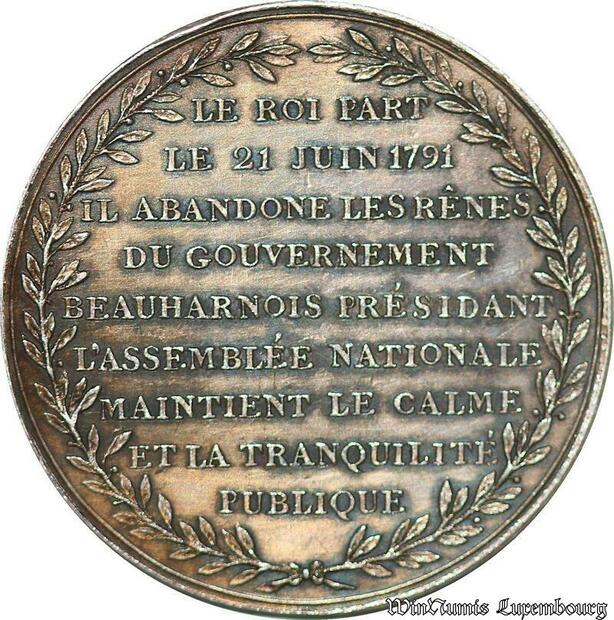 LE ROI PART
LE 21 JUIN 1791
IL ABANDONE LES RÊNES
DU GOUVERNEMENT
BEAUHARNOIS PRÉSIDANT
L'ASSEMBLÉE NATIONALE
MAINTIENT LE CALME
ET LA TRANQUILITÉ
PUBLIQUE
WinNumis Luxembourg